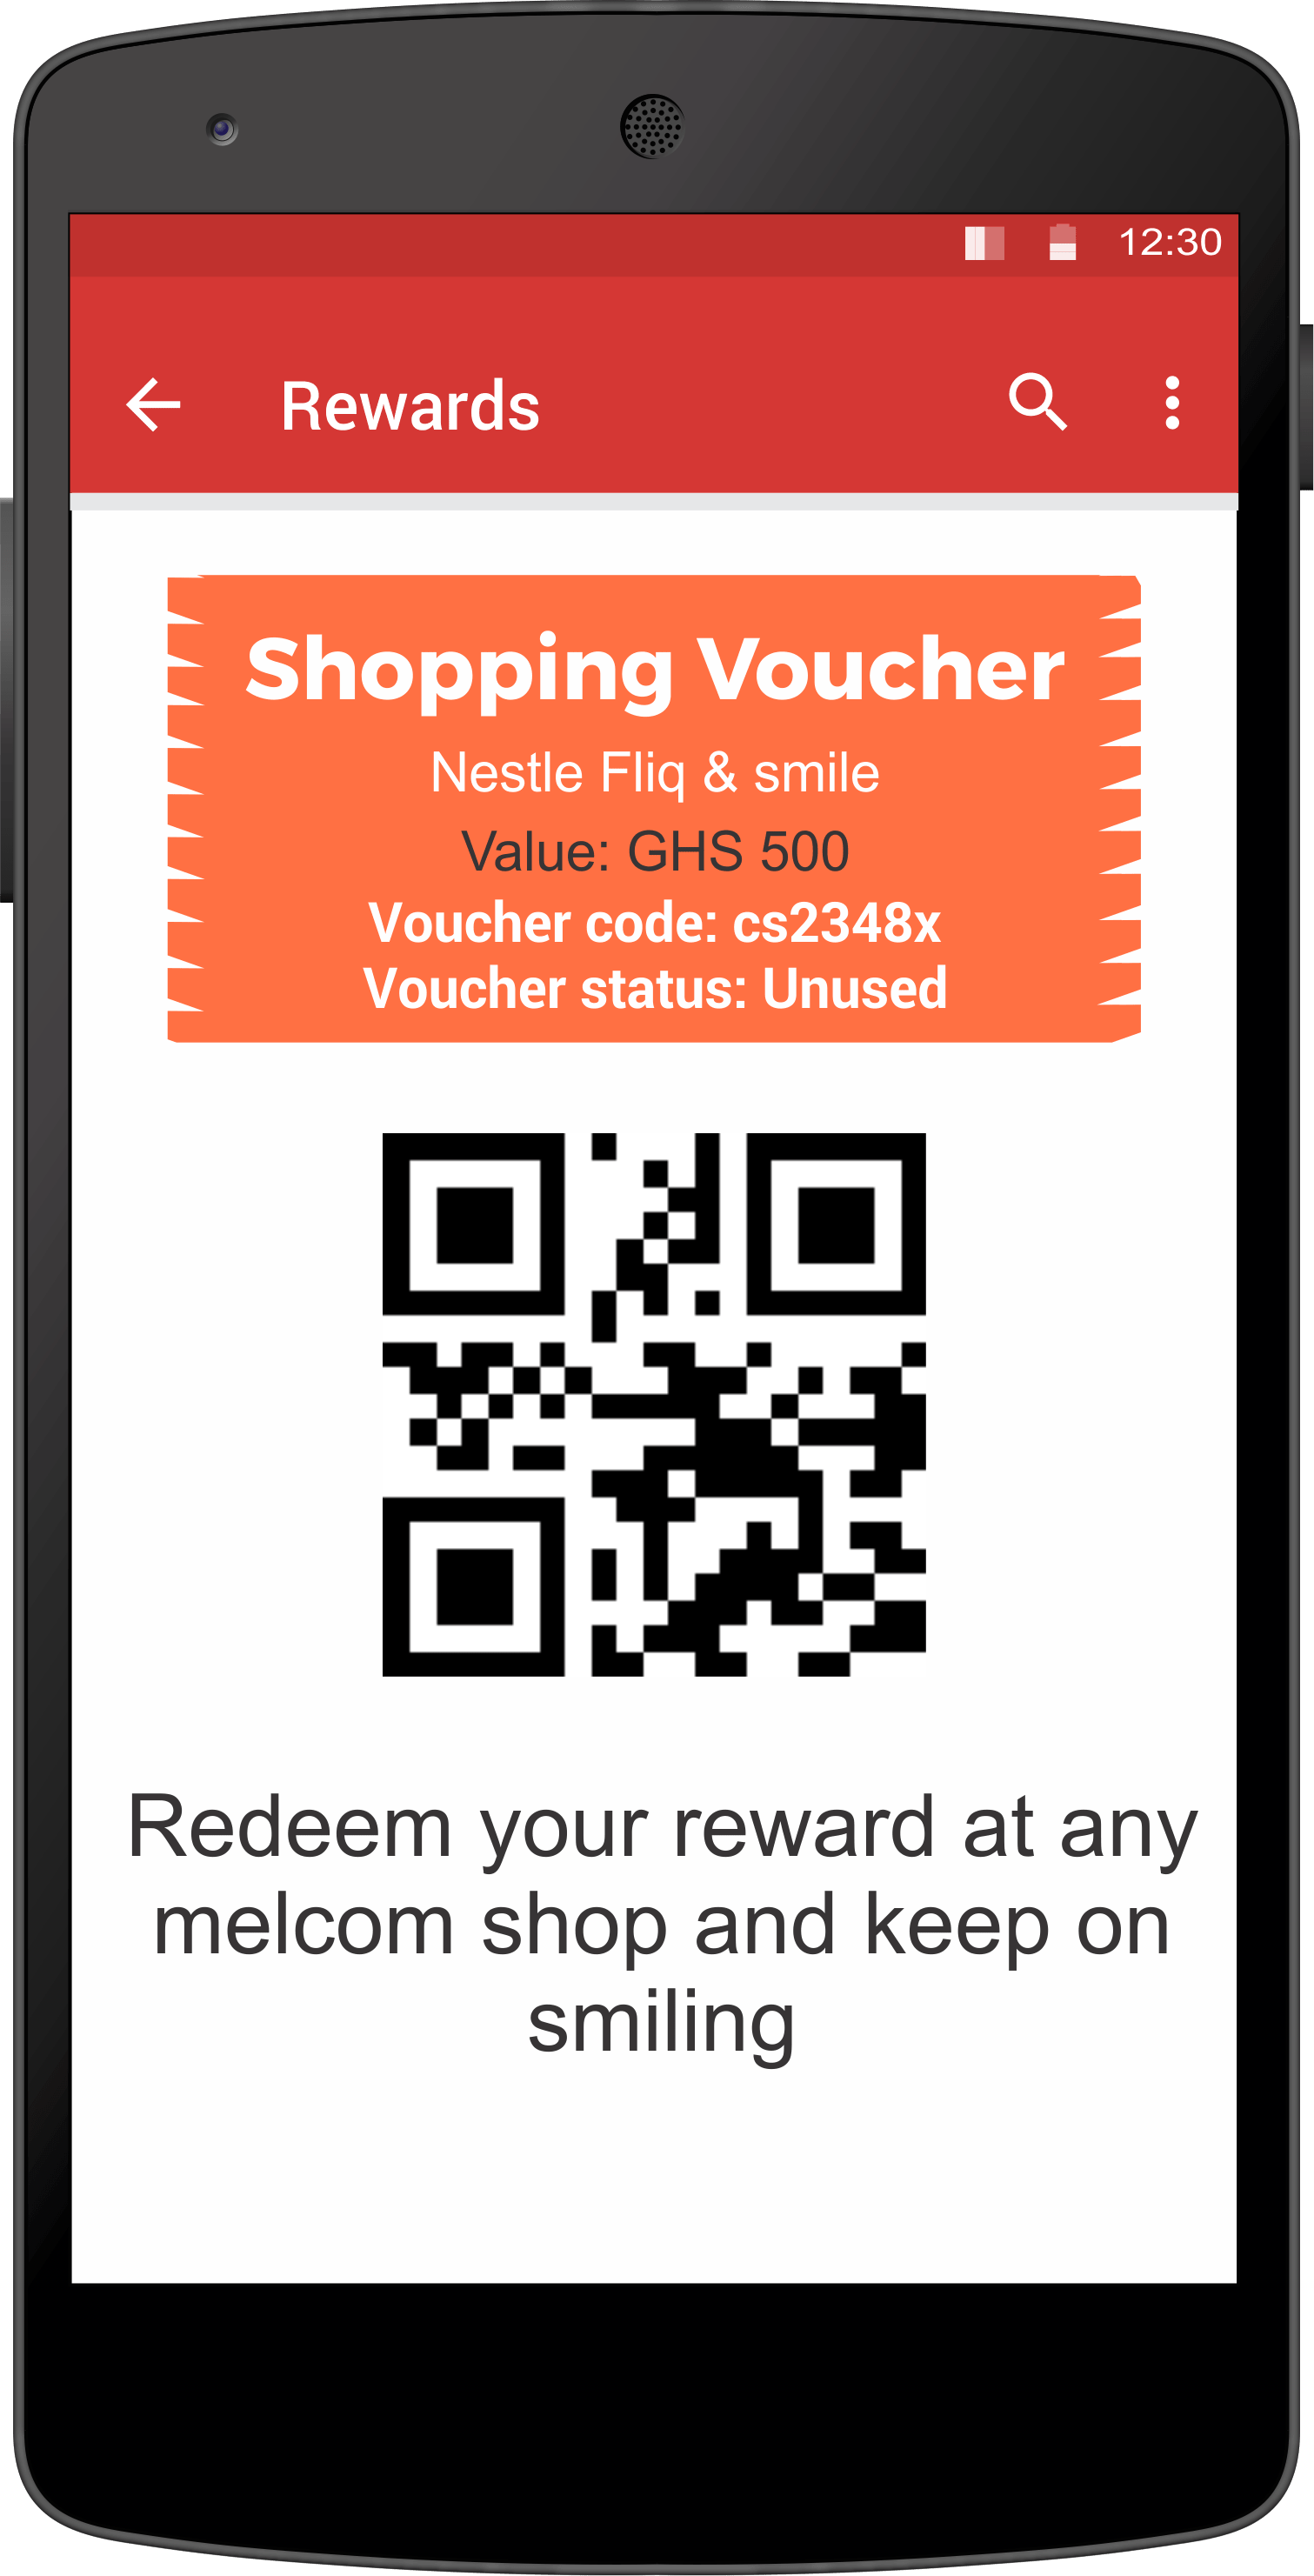 12:30
Rewards
Shopping Voucher
Nestle Fliq & smile
Value: GHS 500
Voucher code: cs2348x
Voucher status: Unused
Redeem your reward at any
melcom shop and keep on
smiling